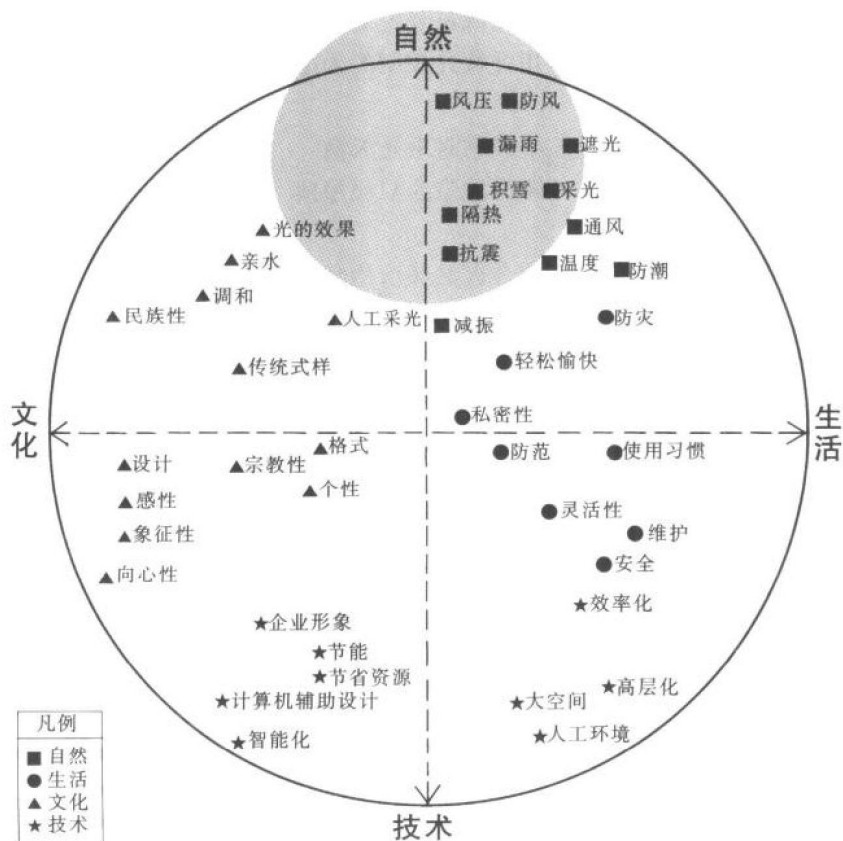 自然
风压 防风
漏雨 遮光
积雪 采光
隔热
光的效果 通风
抗震
亲水 温度 防潮
调和
民族性 人工采光 减振 防灾
传统式样 轻松愉快
私密性
文化 生活
格式 防范 使用习惯
设计 宗教性
感性 个性 灵活性
象征性 维护
向心性 安全
效率化
企业形象
节能
节省资源 高层化
计算机辅助设计 大空间
智能化 人工环境
凡例
自然
生活
文化
技术
技术